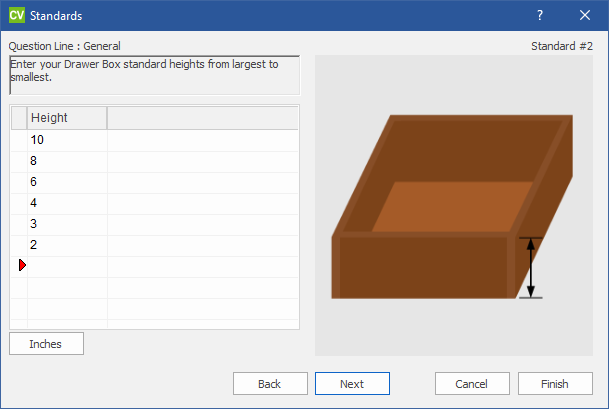 CV Standards
?
Question Line : General
Standard #2
Enter your Drawer Box standard heights from largest to
smallest.
Height
10
8
6
4
3
2
Inches
Back
Next
Cancel
Finish